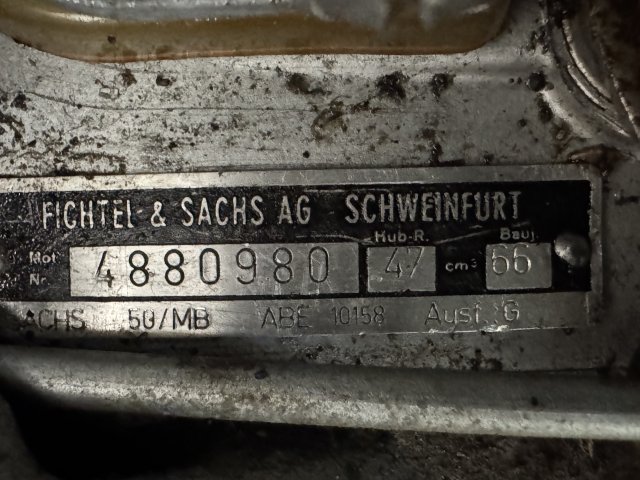 FICHTEL & SACHS AG SCHWEINFURT
Mot. Nr. 4880980 Hub-R. 47 cm³ Bauj. 66
ACHS 50/MB ABE 10158 Ausf. G